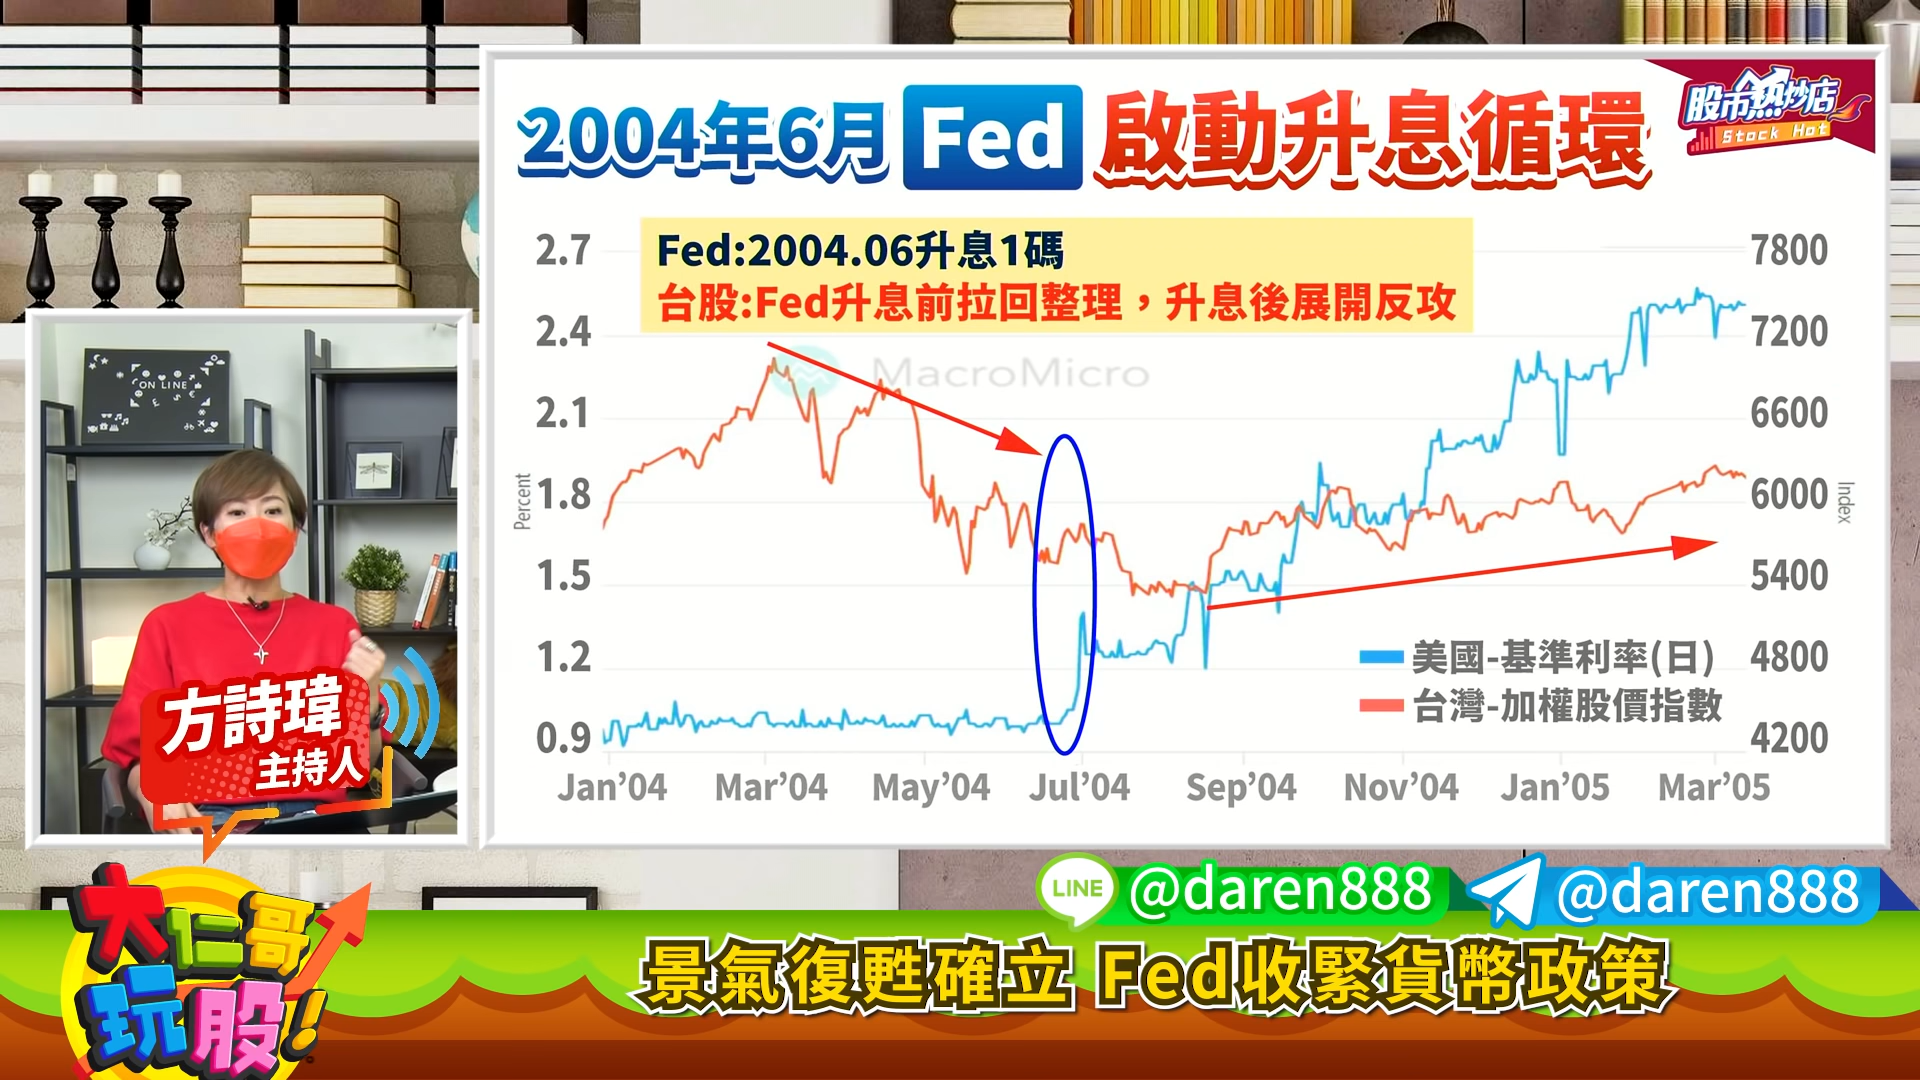 2004年6月 Fed 啟動升息循環
股市熱炒店
Stock Hot
Fed:2004.06升息1碼
台股:Fed升息前拉回整理，升息後展開反攻
MacroMicro
2.7
2.4
2.1
1.8
1.5
1.2
0.9
Percent
7800
7200
6600
6000
5400
4800
4200
Index
美國-基準利率(日)
台灣-加權股價指數
Jan’04 Mar’04 May’04 Jul’04 Sep’04 Nov’04 Jan’05 Mar’05
ON LINE
方詩瑋
主持人
LINE @daren888
@daren888
大仁哥
玩股!
景氣復甦確立 Fed收緊貨幣政策